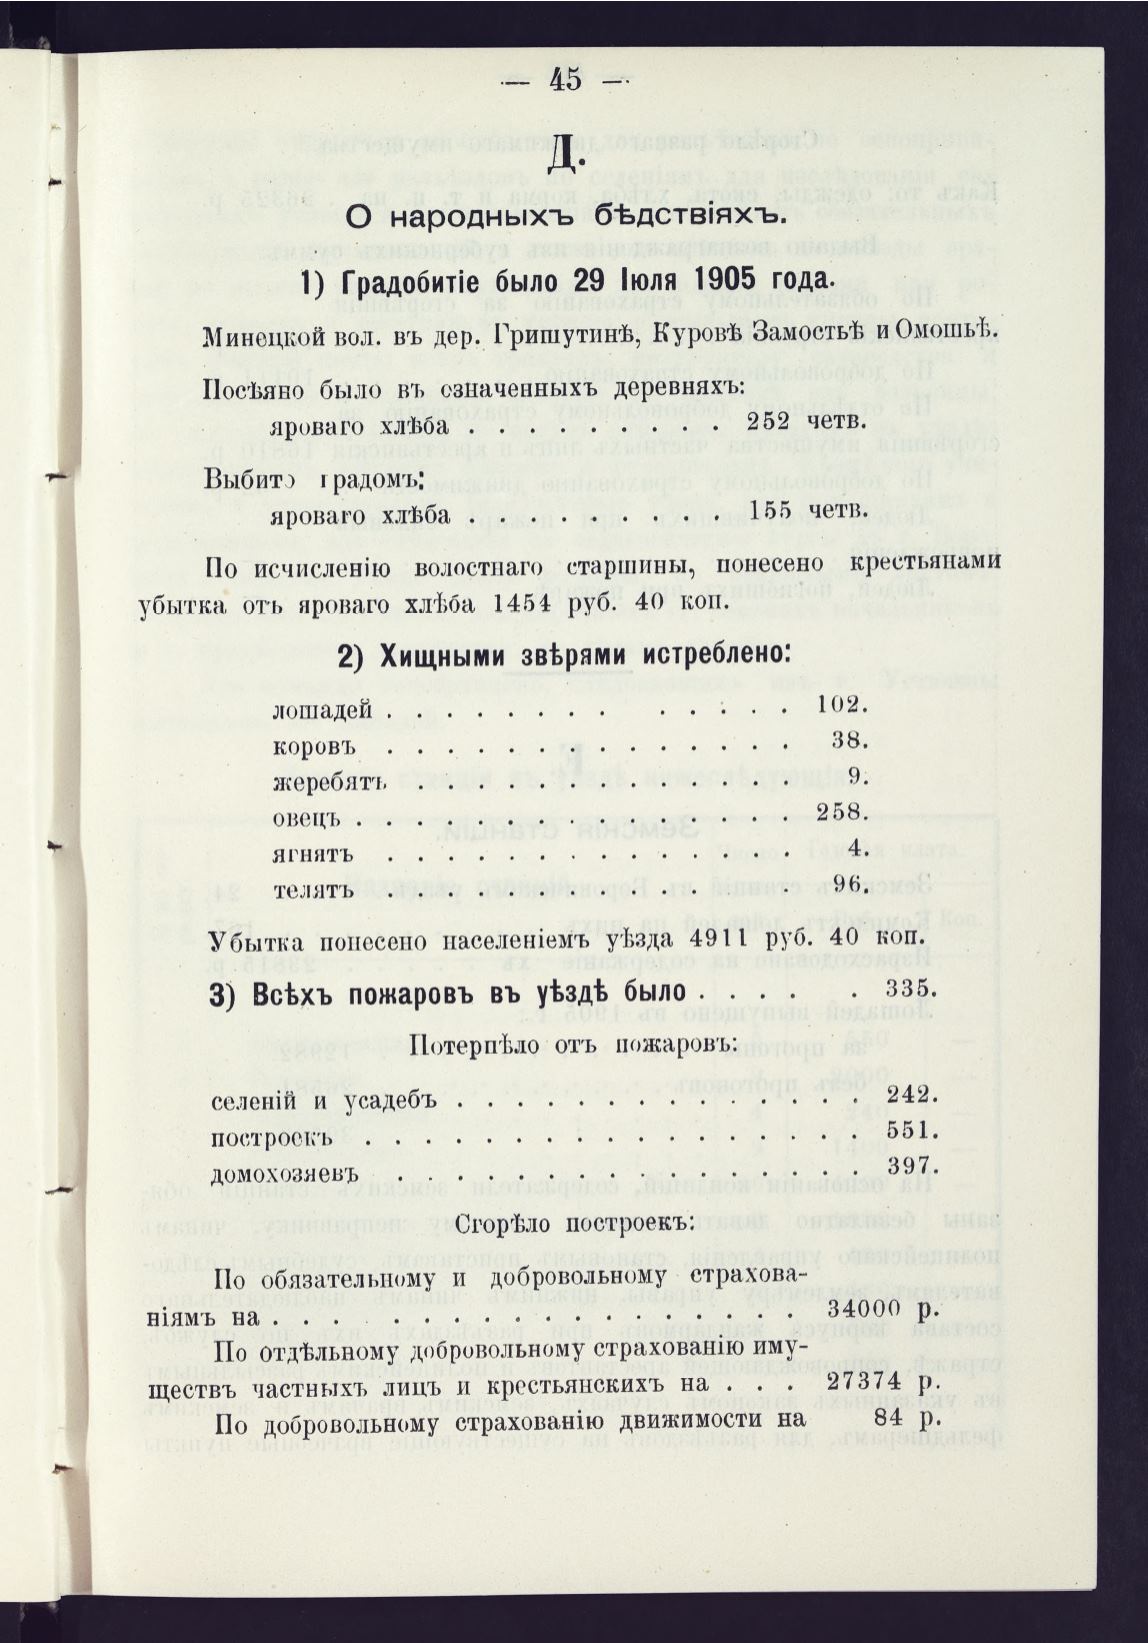 — 45 —
Д.
О народныхъ бѣдствіяхъ.
1) Градобитіе было 29 Іюля 1905 года.
Минецкой вол. въ дер. Гришутинѣ, Куровѣ Замостьѣ и Омошьѣ.
Посѣяно было въ означенныхъ деревняхъ:
яроваго хлѣба . . . . . . . . . . 252 четв.
Выбито градомъ:
яроваго хлѣба . . . . . . . . . . 155 четв.
По исчисленію волостнаго старшины, понесено крестьянами
убытка отъ яроваго хлѣба 1454 руб. 40 коп.
2) Хищными звѣрями истреблено:
лошадей . . . . . . . . . . . . . 102.
коровъ . . . . . . . . . . . . . . 38.
жеребятъ . . . . . . . . . . . . . 9.
овецъ . . . . . . . . . . . . . . . 258.
ягнятъ . . . . . . . . . . . . . . 4.
телятъ . . . . . . . . . . . . . . 96.
Убытка понесено населеніемъ уѣзда 4911 руб. 40 коп.
3) Всѣхъ пожаровъ въ уѣздѣ было . . . . . 335.
Потерпѣло отъ пожаровъ:
селеній и усадебъ . . . . . . . . . . . . . . 242.
построекъ . . . . . . . . . . . . . . . . . 551.
домохозяевъ . . . . . . . . . . . . . . . . 397.
Сгорѣло построекъ:
По обязательному и добровольному страхова-
ніямъ на . . . . . . . . . . . . . . . . . 34000 р.
По отдѣльному добровольному страхованію иму-
ществъ частныхъ лицъ и крестьянскихъ на . . . 27374 р.
По добровольному страхованію движимости на 84 р.